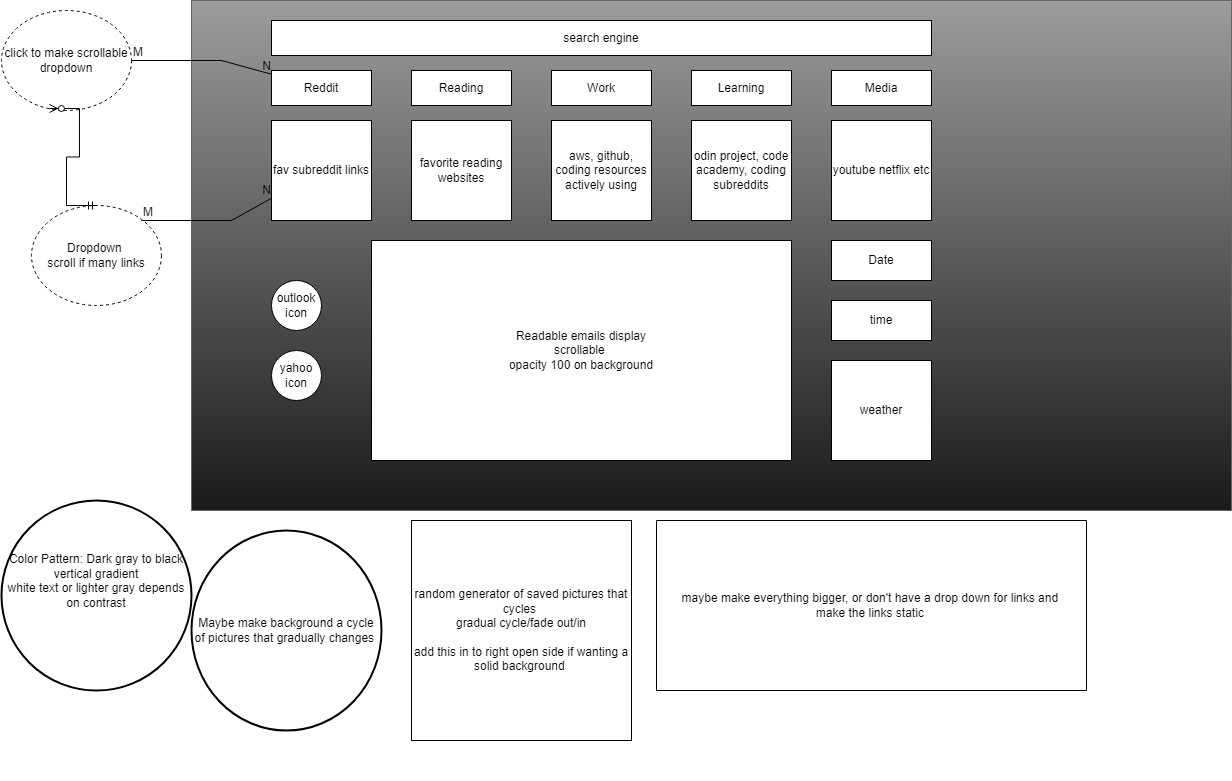 search engine
click to make scrollable
dropdown
M
N
Reddit
Reading
Work
Learning
Media
fav subreddit links
favorite reading
websites
aws, github,
coding resources
actively using
odin project, code
academy, coding
subreddits
youtube netflix etc
N
M
Dropdown
scroll if many links
Date
outlook
icon
time
Readable emails display
scrollable
opacity 100 on background
yahoo
icon
weather
Color Pattern: Dark gray to black
vertical gradient
white text or lighter gray depends
on contrast
Maybe make background a cycle
of pictures that gradually changes
random generator of saved pictures that
cycles
gradual cycle/fade out/in
add this in to right open side if wanting a
solid background
maybe make everything bigger, or don't have a drop down for links and
make the links static